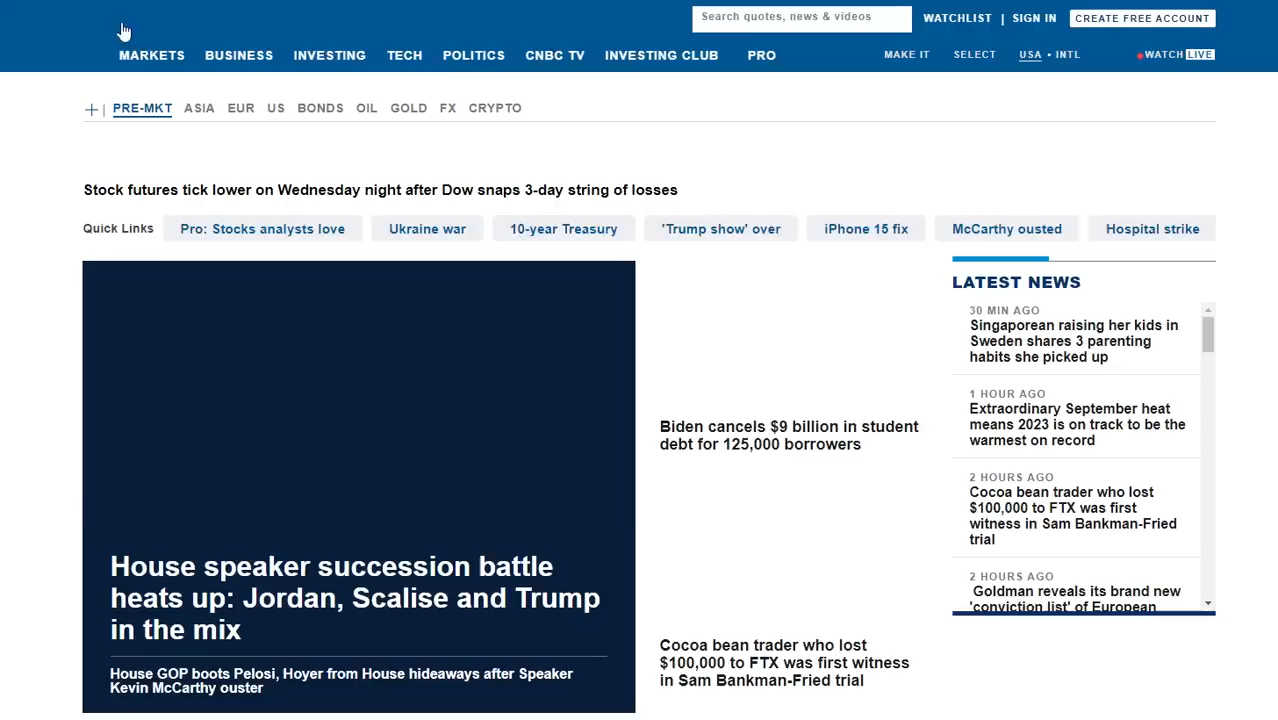 Search quotes, news & videos
WATCHLIST | SIGN IN CREATE FREE ACCOUNT
MARKETS BUSINESS INVESTING TECH POLITICS CNBC TV INVESTING CLUB PRO MAKE IT SELECT USA • INTL WATCH LIVE
+ | PRE-MKT ASIA EUR US BONDS OIL GOLD FX CRYPTO
Stock futures tick lower on Wednesday night after Dow snaps 3-day string of losses
Quick Links Pro: Stocks analysts love Ukraine war 10-year Treasury 'Trump show' over iPhone 15 fix McCarthy ousted Hospital strike
House speaker succession battle
heats up: Jordan, Scalise and Trump
in the mix
House GOP boots Pelosi, Hoyer from House hideaways after Speaker
Kevin McCarthy ouster
Biden cancels $9 billion in student
debt for 125,000 borrowers
Cocoa bean trader who lost
$100,000 to FTX was first witness
in Sam Bankman-Fried trial
LATEST NEWS
30 MIN AGO
Singaporean raising her kids in
Sweden shares 3 parenting
habits she picked up
1 HOUR AGO
Extraordinary September heat
means 2023 is on track to be the
warmest on record
2 HOURS AGO
Cocoa bean trader who lost
$100,000 to FTX was first
witness in Sam Bankman-Fried
trial
2 HOURS AGO
Goldman reveals its brand new
'conviction list' of European